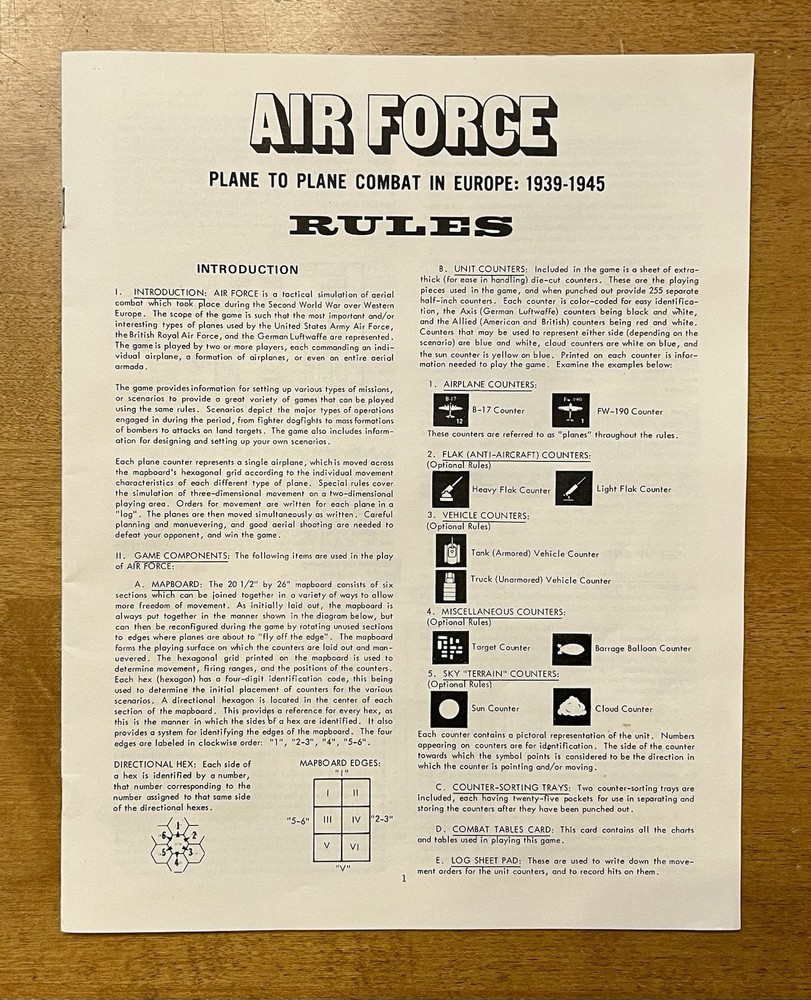 AIR FORCE
PLANE TO PLANE COMBAT IN EUROPE: 1939-1945
RULES
INTRODUCTION
I. INTRODUCTION: AIR FORCE is a tactical simulation of aerial
combat which took place during the Second World War over Western
Europe. The scope of the game is such that the most important and/or
interesting types of planes used by the United States Army Air Force,
the British Royal Air Force, and the German Luftwaffe are represented.
The game is played by two or more players, each commanding an indi-
vidual airplane, a formation of airplanes, or even an entire aerial
armada.
The game provides information for setting up various types of missions,
or scenarios to provide a great variety of games that can be played
using the same rules. Scenarios depict the major types of operations
engaged in during the period, from fighter dogfights to mass formations
of bombers to attacks on land targets. The game also includes inform-
ation for designing and setting up your own scenarios.
Each plane counter represents a single airplane, which is moved across
the mapboard's hexagonal grid according to the individual movement
characteristics of each different type of plane. Special rules cover
the simulation of three-dimensional movement on a two-dimensional
playing area. Orders for movement are written for each plane in a
"log". The planes are then moved simultaneously as written. Careful
planning and manuevering, and good aerial shooting are needed to
defeat your opponent, and win the game.
II. GAME COMPONENTS: The following items are used in the play
of AIR FORCE:
A. MAPBOARD: The 20 1/2" by 26" mapboard consists of six
sections which can be joined together in a variety of ways to allow
more freedom of movement. As initially laid out, the mapboard is
always put together in the manner shown in the diagram below, but
can then be reconfigured during the game by rotating unused sections
to edges where planes are about to "fly off the edge". The mapboard
forms the playing surface on which the counters are laid out and man-
uevered. The hexagonal grid printed on the mapboard is used to
determine movement, firing ranges, and the positions of the counters.
Each hex (hexagon) has a four-digit identification code, this being
used to determine the initial placement of counters for the various
scenarios. A directional hexagon is located in the center of each
section of the mapboard. This provides a reference for every hex, as
this is the manner in which the sides of a hex are identified. It also
provides a system for identifying the edges of the mapboard. The four
edges are labeled in clockwise order: "1", "2-3", "4", "5-6".
DIRECTIONAL HEX: Each side of
a hex is identified by a number,
that number corresponding to the
number assigned to that same side
of the directional hexes.
1
6 2
5 3
4
MAPBOARD EDGES:
"I"
I II
"5-6" III IV "2-3"
V VI
"V"
B. UNIT COUNTERS: Included in the game is a sheet of extra-
thick (for ease in handling) die-cut counters. These are the playing
pieces used in the game, and when punched out provide 255 separate
half-inch counters. Each counter is color-coded for easy identifica-
tion, the Axis (German Luftwaffe) counters being black and white,
and the Allied (American and British) counters being red and white.
Counters that may be used to represent either side (depending on the
scenario) are blue and white, cloud counters are white on blue, and
the sun counter is yellow on blue. Printed on each counter is infor-
mation needed to play the game. Examine the examples below:
1. AIRPLANE COUNTERS:
B-17
12
B-17 Counter
Fw-190
1
FW-190 Counter
These counters are referred to as "planes" throughout the rules.
2. FLAK (ANTI-AIRCRAFT) COUNTERS:
(Optional Rules)
Heavy Flak Counter
Light Flak Counter
3. VEHICLE COUNTERS:
(Optional Rules)
Tank (Armored) Vehicle Counter
Truck (Unarmored) Vehicle Counter
4. MISCELLANEOUS COUNTERS:
(Optional Rules)
Target Counter
Barrage Balloon Counter
5. SKY "TERRAIN" COUNTERS:
(Optional Rules)
Sun Counter
Cloud Counter
Each counter contains a pictoral representation of the unit. Numbers
appearing on counters are for identification. The side of the counter
towards which the symbol points is considered to be the direction in
which the counter is pointing and/or moving.
C. COUNTER-SORTING TRAYS: Two counter-sorting trays are
included, each having twenty-five pockets for use in separating and
storing the counters after they have been punched out.
D. COMBAT TABLES CARD: This card contains all the charts
and tables used in playing this game.
E. LOG SHEET PAD: These are used to write down the move-
ment orders for the unit counters, and to record hits on them.
1